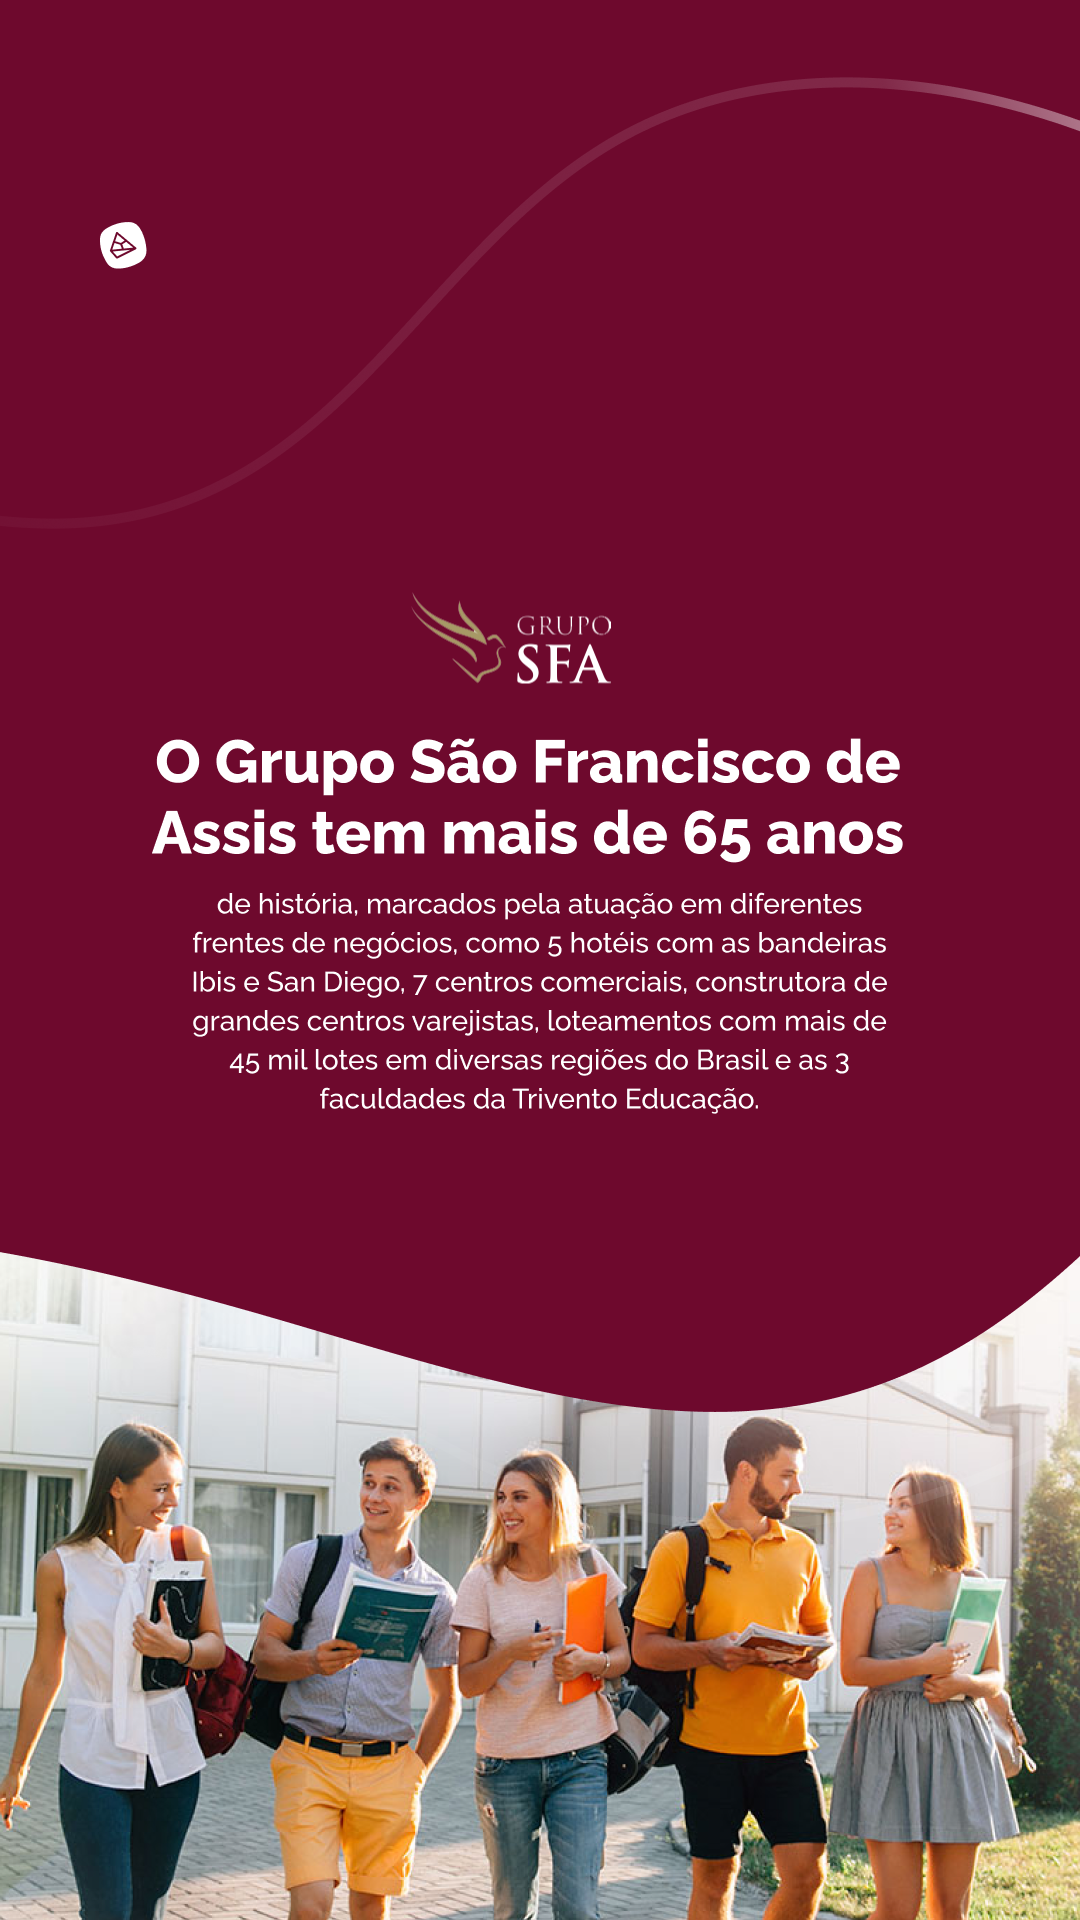 GRUPO
SFA
O Grupo São Francisco de
Assis tem mais de 65 anos
de história, marcados pela atuação em diferentes
frentes de negócios, como 5 hotéis com as bandeiras
Ibis e San Diego, 7 centros comerciais, construtora de
grandes centros varejistas, loteamentos com mais de
45 mil lotes em diversas regiões do Brasil e as 3
faculdades da Trivento Educação.